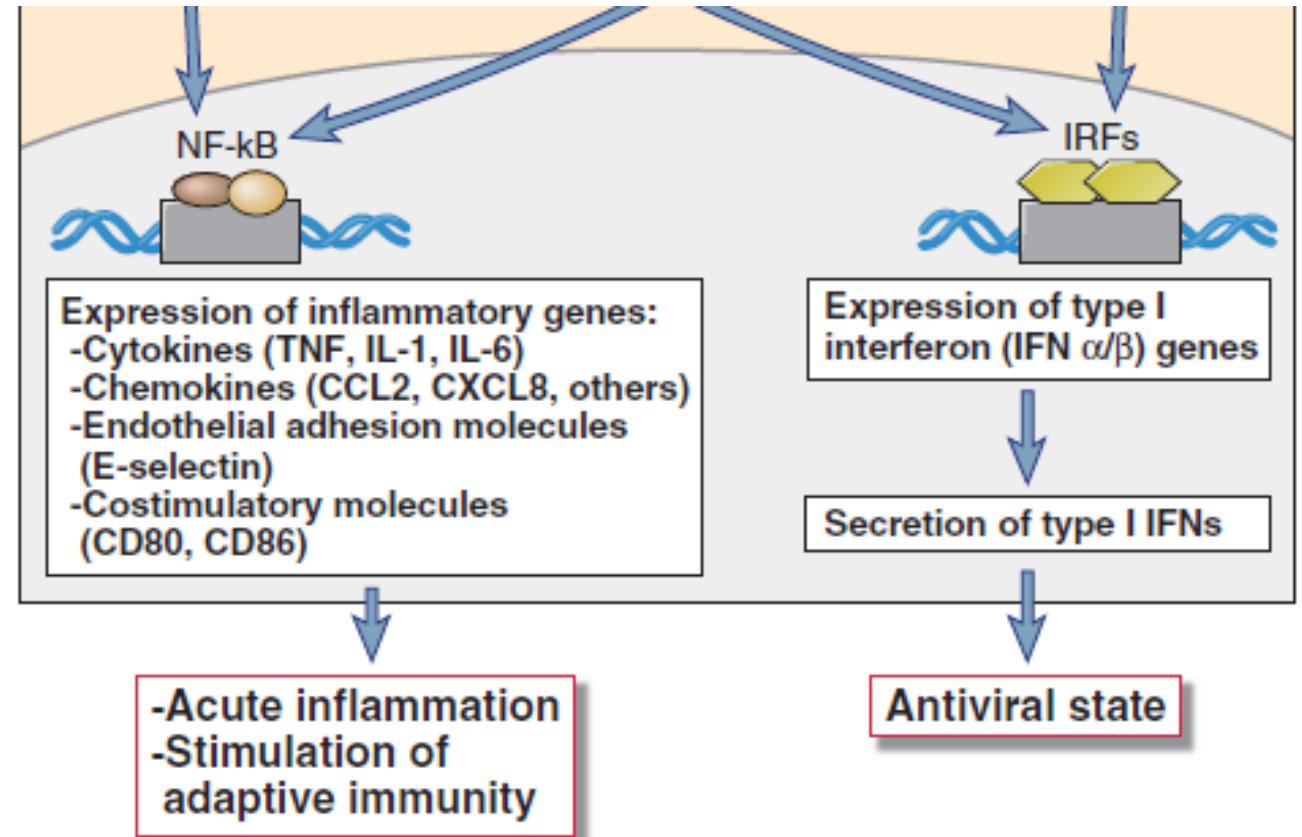 NF-kB
IRFs
Expression of inflammatory genes:
-Cytokines (TNF, IL-1, IL-6)
-Chemokines (CCL2, CXCL8, others)
-Endothelial adhesion molecules
(E-selectin)
-Costimulatory molecules
(CD80, CD86)
Expression of type I
interferon (IFN α/β) genes
Secretion of type I IFNs
-Acute inflammation
-Stimulation of
adaptive immunity
Antiviral state